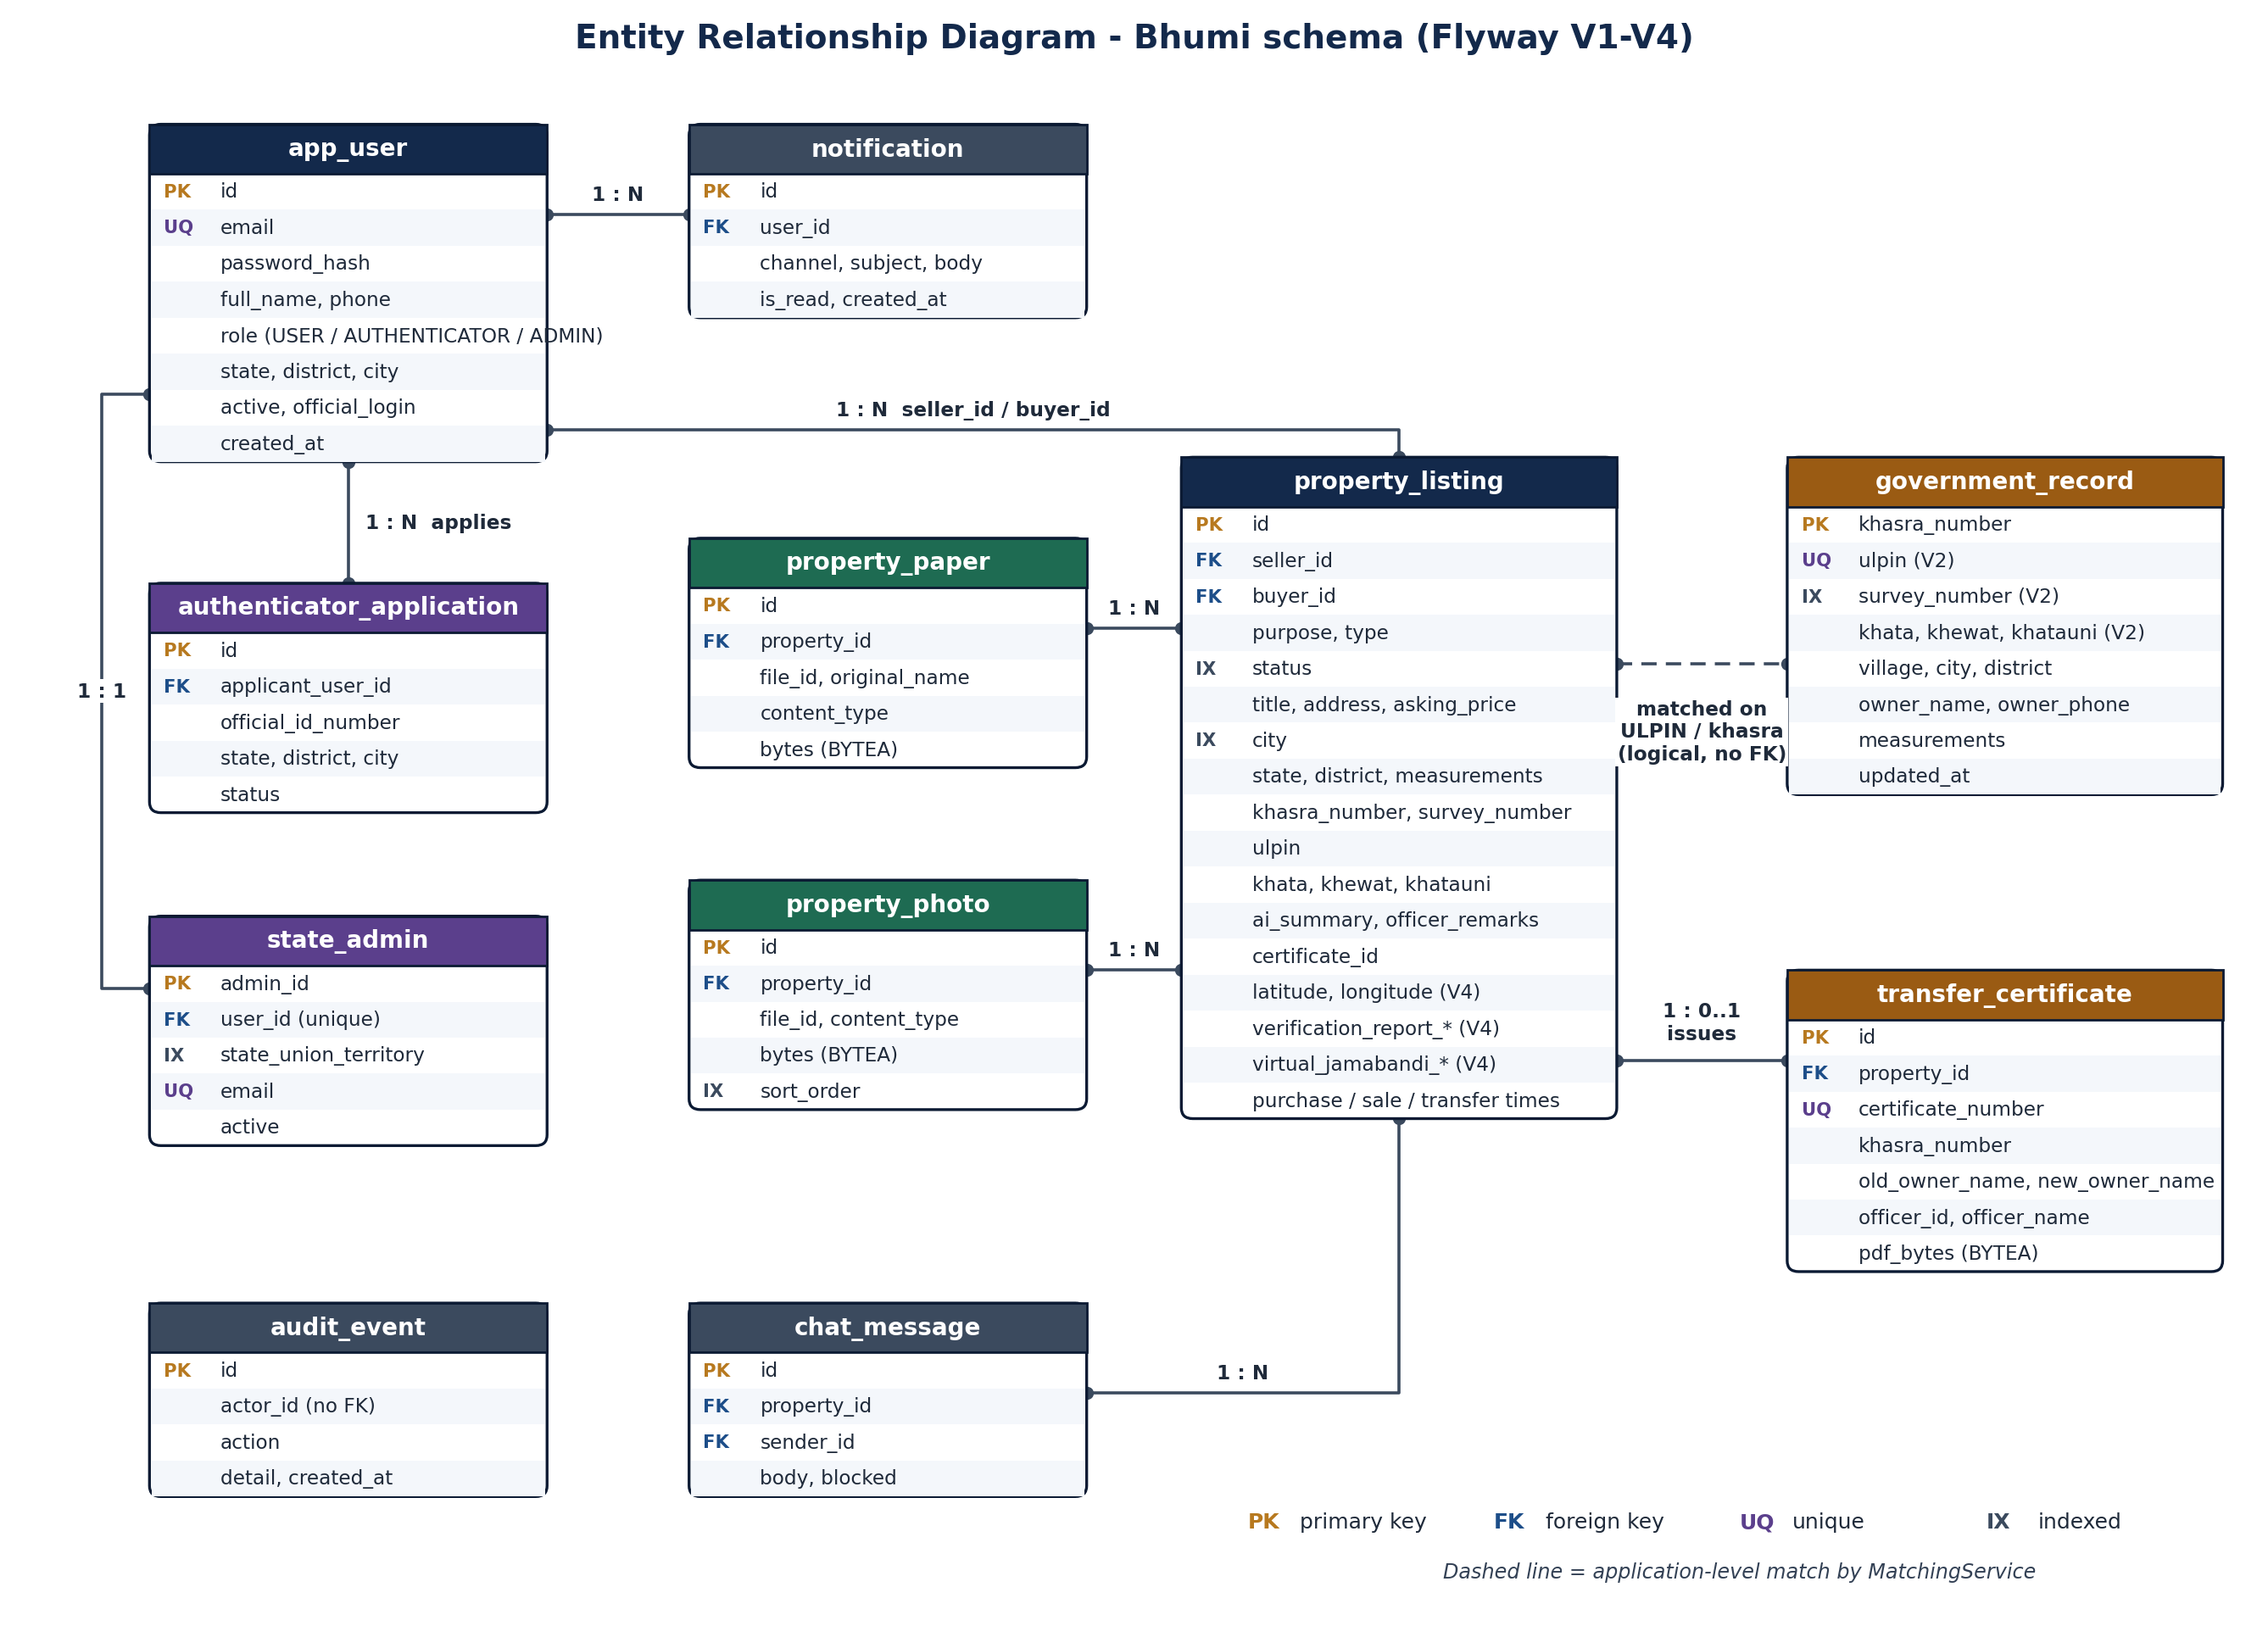 Entity Relationship Diagram - Bhumi schema (Flyway V1-V4)
app_user
PK id
UQ email
password_hash
full_name, phone
role (USER / AUTHENTICATOR / ADMIN)
state, district, city
active, official_login
created_at
1 : N
notification
PK id
FK user_id
channel, subject, body
is_read, created_at
1 : N seller_id / buyer_id
1 : N applies
1 : 1
authenticator_application
PK id
FK applicant_user_id
official_id_number
state, district, city
status
state_admin
PK admin_id
FK user_id (unique)
IX state_union_territory
UQ email
active
audit_event
PK id
actor_id (no FK)
action
detail, created_at
property_paper
PK id
FK property_id
file_id, original_name
content_type
bytes (BYTEA)
1 : N
property_photo
PK id
FK property_id
file_id, content_type
bytes (BYTEA)
IX sort_order
1 : N
chat_message
PK id
FK property_id
FK sender_id
body, blocked
1 : N
property_listing
PK id
FK seller_id
FK buyer_id
purpose, type
IX status
title, address, asking_price
IX city
state, district, measurements
khasra_number, survey_number
ulpin
khata, khewat, khatauni
ai_summary, officer_remarks
certificate_id
latitude, longitude (V4)
verification_report_* (V4)
virtual_jamabandi_* (V4)
purchase / sale / transfer times
matched on
ULPIN / khasra
(logical, no FK)
government_record
PK khasra_number
UQ ulpin (V2)
IX survey_number (V2)
khata, khewat, khatauni (V2)
village, city, district
owner_name, owner_phone
measurements
updated_at
1 : 0..1
issues
transfer_certificate
PK id
FK property_id
UQ certificate_number
khasra_number
old_owner_name, new_owner_name
officer_id, officer_name
pdf_bytes (BYTEA)
PK primary key FK foreign key UQ unique IX indexed
Dashed line = application-level match by MatchingService